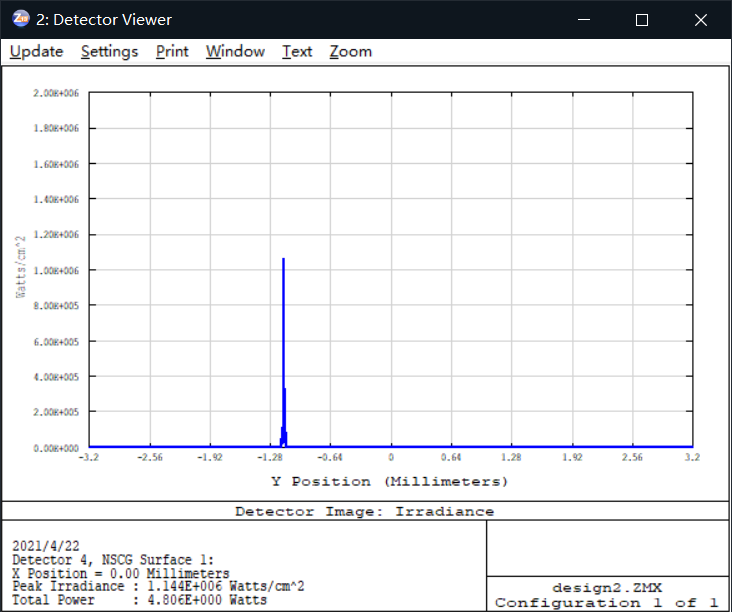 2: Detector Viewer
Update Settings Print Window Text Zoom
2.00E+006
1.80E+006
1.60E+006
1.40E+006
1.20E+006
1.00E+006
8.00E+005
6.00E+005
4.00E+005
2.00E+005
0.00E+000
Watts/cm^2
-3.2 -2.56 -1.92 -1.28 -0.64 0 0.64 1.28 1.92 2.56 3.2
Y Position (Millimeters)
Detector Image: Irradiance
2021/4/22
Detector 4, NSCG Surface 1:
X Position = 0.00 Millimeters
Peak Irradiance : 1.144E+006 Watts/cm^2
Total Power : 4.806E+000 Watts
design2.ZMX
Configuration 1 of 1